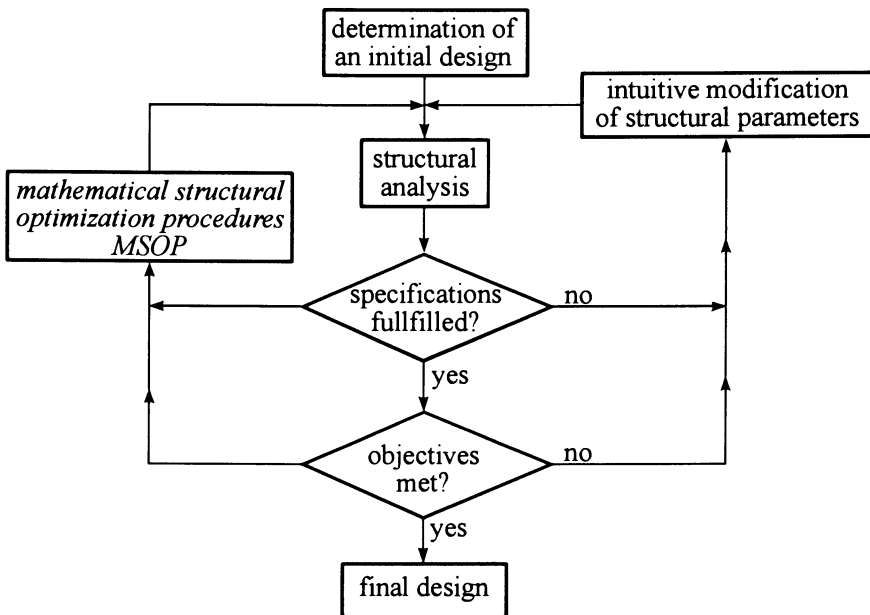 determination of
an initial design
intuitive modification
of structural parameters
structural
analysis
mathematical structural
optimization procedures
MSOP
specifications
fullfilled?
no
yes
objectives
met?
no
yes
final design